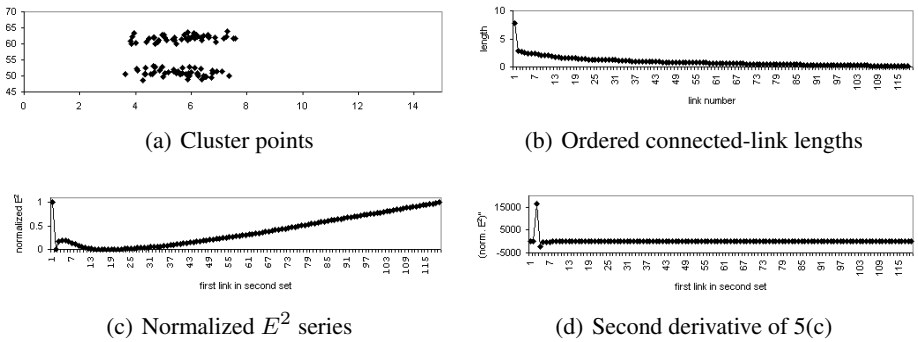 70
65
60
55
50
45
0 2 4 6 8 10 12 14
(a) Cluster points
length
10
5
0
1 7 13 19 25 31 37 43 49 55 61 67 73 79 85 91 97 103 109 115
link number
(b) Ordered connected-link lengths
normalized E²
1
0.5
0
1 7 13 19 25 31 37 43 49 55 61 67 73 79 85 91 97 103 109 115
first link in second set
(c) Normalized E² series
(norm. E²)"
15000
5000
-5000
1 7 13 19 25 31 37 43 49 55 61 67 73 79 85 91 97 103 109 115
first link in second set
(d) Second derivative of 5(c)